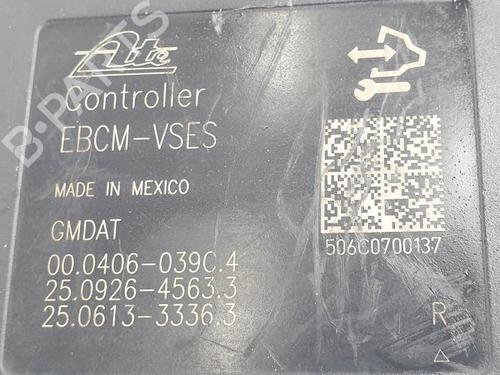 Ate
Controller
EBCM-VSES
MADE IN MEXICO
GMDAT
00.0406-039C.4
25.0926-4563.3
25.0613-3336.3
506C0700137
R
B-PARTS